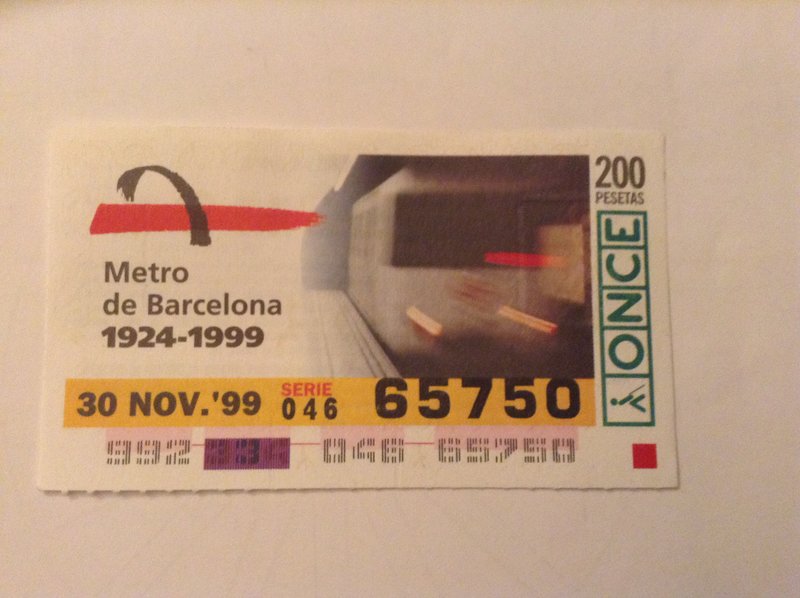 Metro
de Barcelona
1924-1999
200
PESETAS
ONCE
30 NOV.'99 SERIE 046 65750
992 046 65750